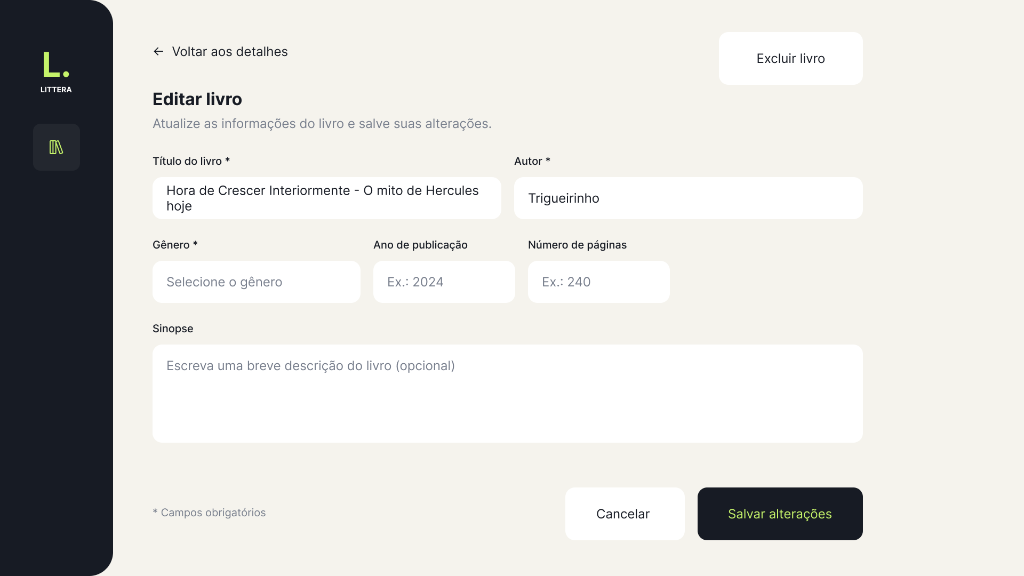 L.
LITTERA
← Voltar aos detalhes
Excluir livro
Editar livro
Atualize as informações do livro e salve suas alterações.
Título do livro *
Autor *
Hora de Crescer Interiormente - O mito de Hercules
hoje
Trigueirinho
Gênero *
Ano de publicação
Número de páginas
Selecione o gênero
Ex.: 2024
Ex.: 240
Sinopse
Escreva uma breve descrição do livro (opcional)
* Campos obrigatórios
Cancelar
Salvar alterações